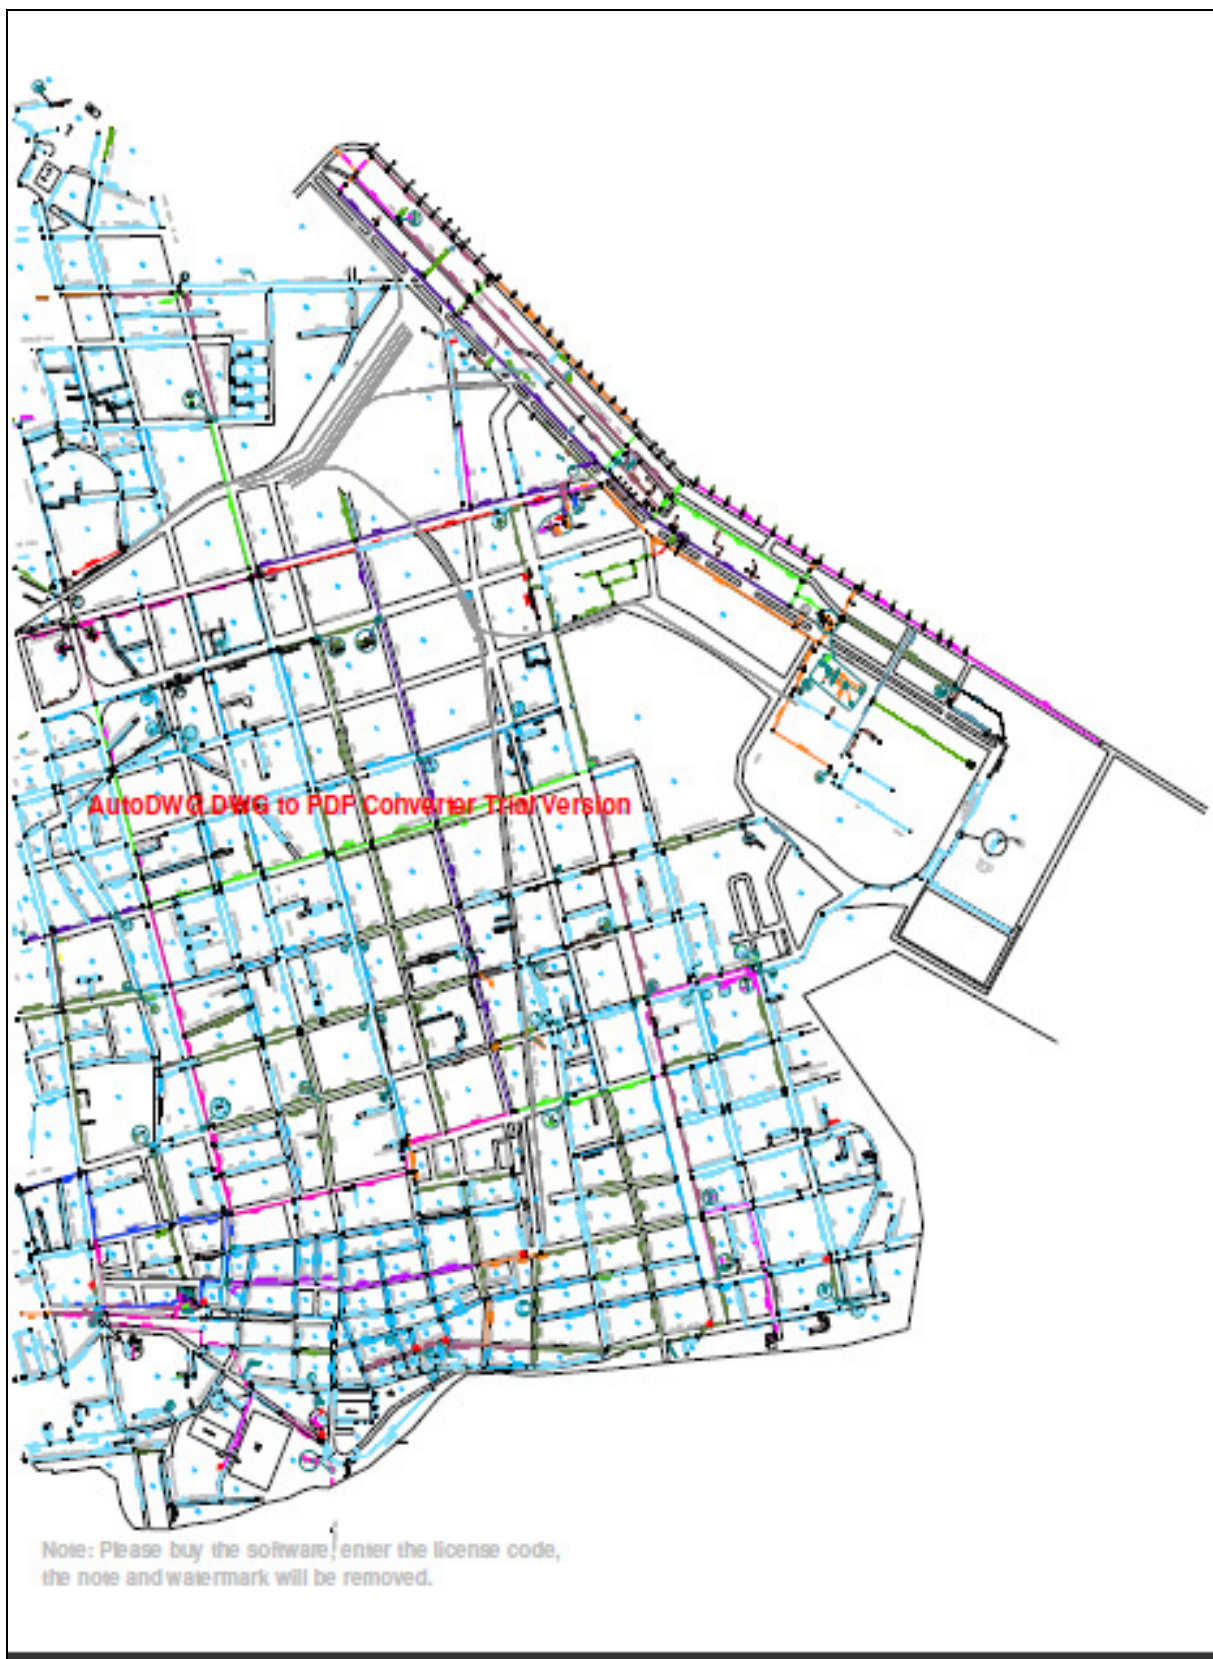 AutoDWG DWG to PDF Converter Trial Version
Note: Please buy the software, enter the license code,
the note and watermark will be removed.